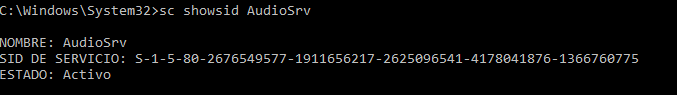 C:\Windows\System32>sc showsid AudioSrv
NOMBRE: AudioSrv
SID DE SERVICIO: S-1-5-80-2676549577-1911656217-2625096541-4178041876-1366760775
ESTADO: Activo